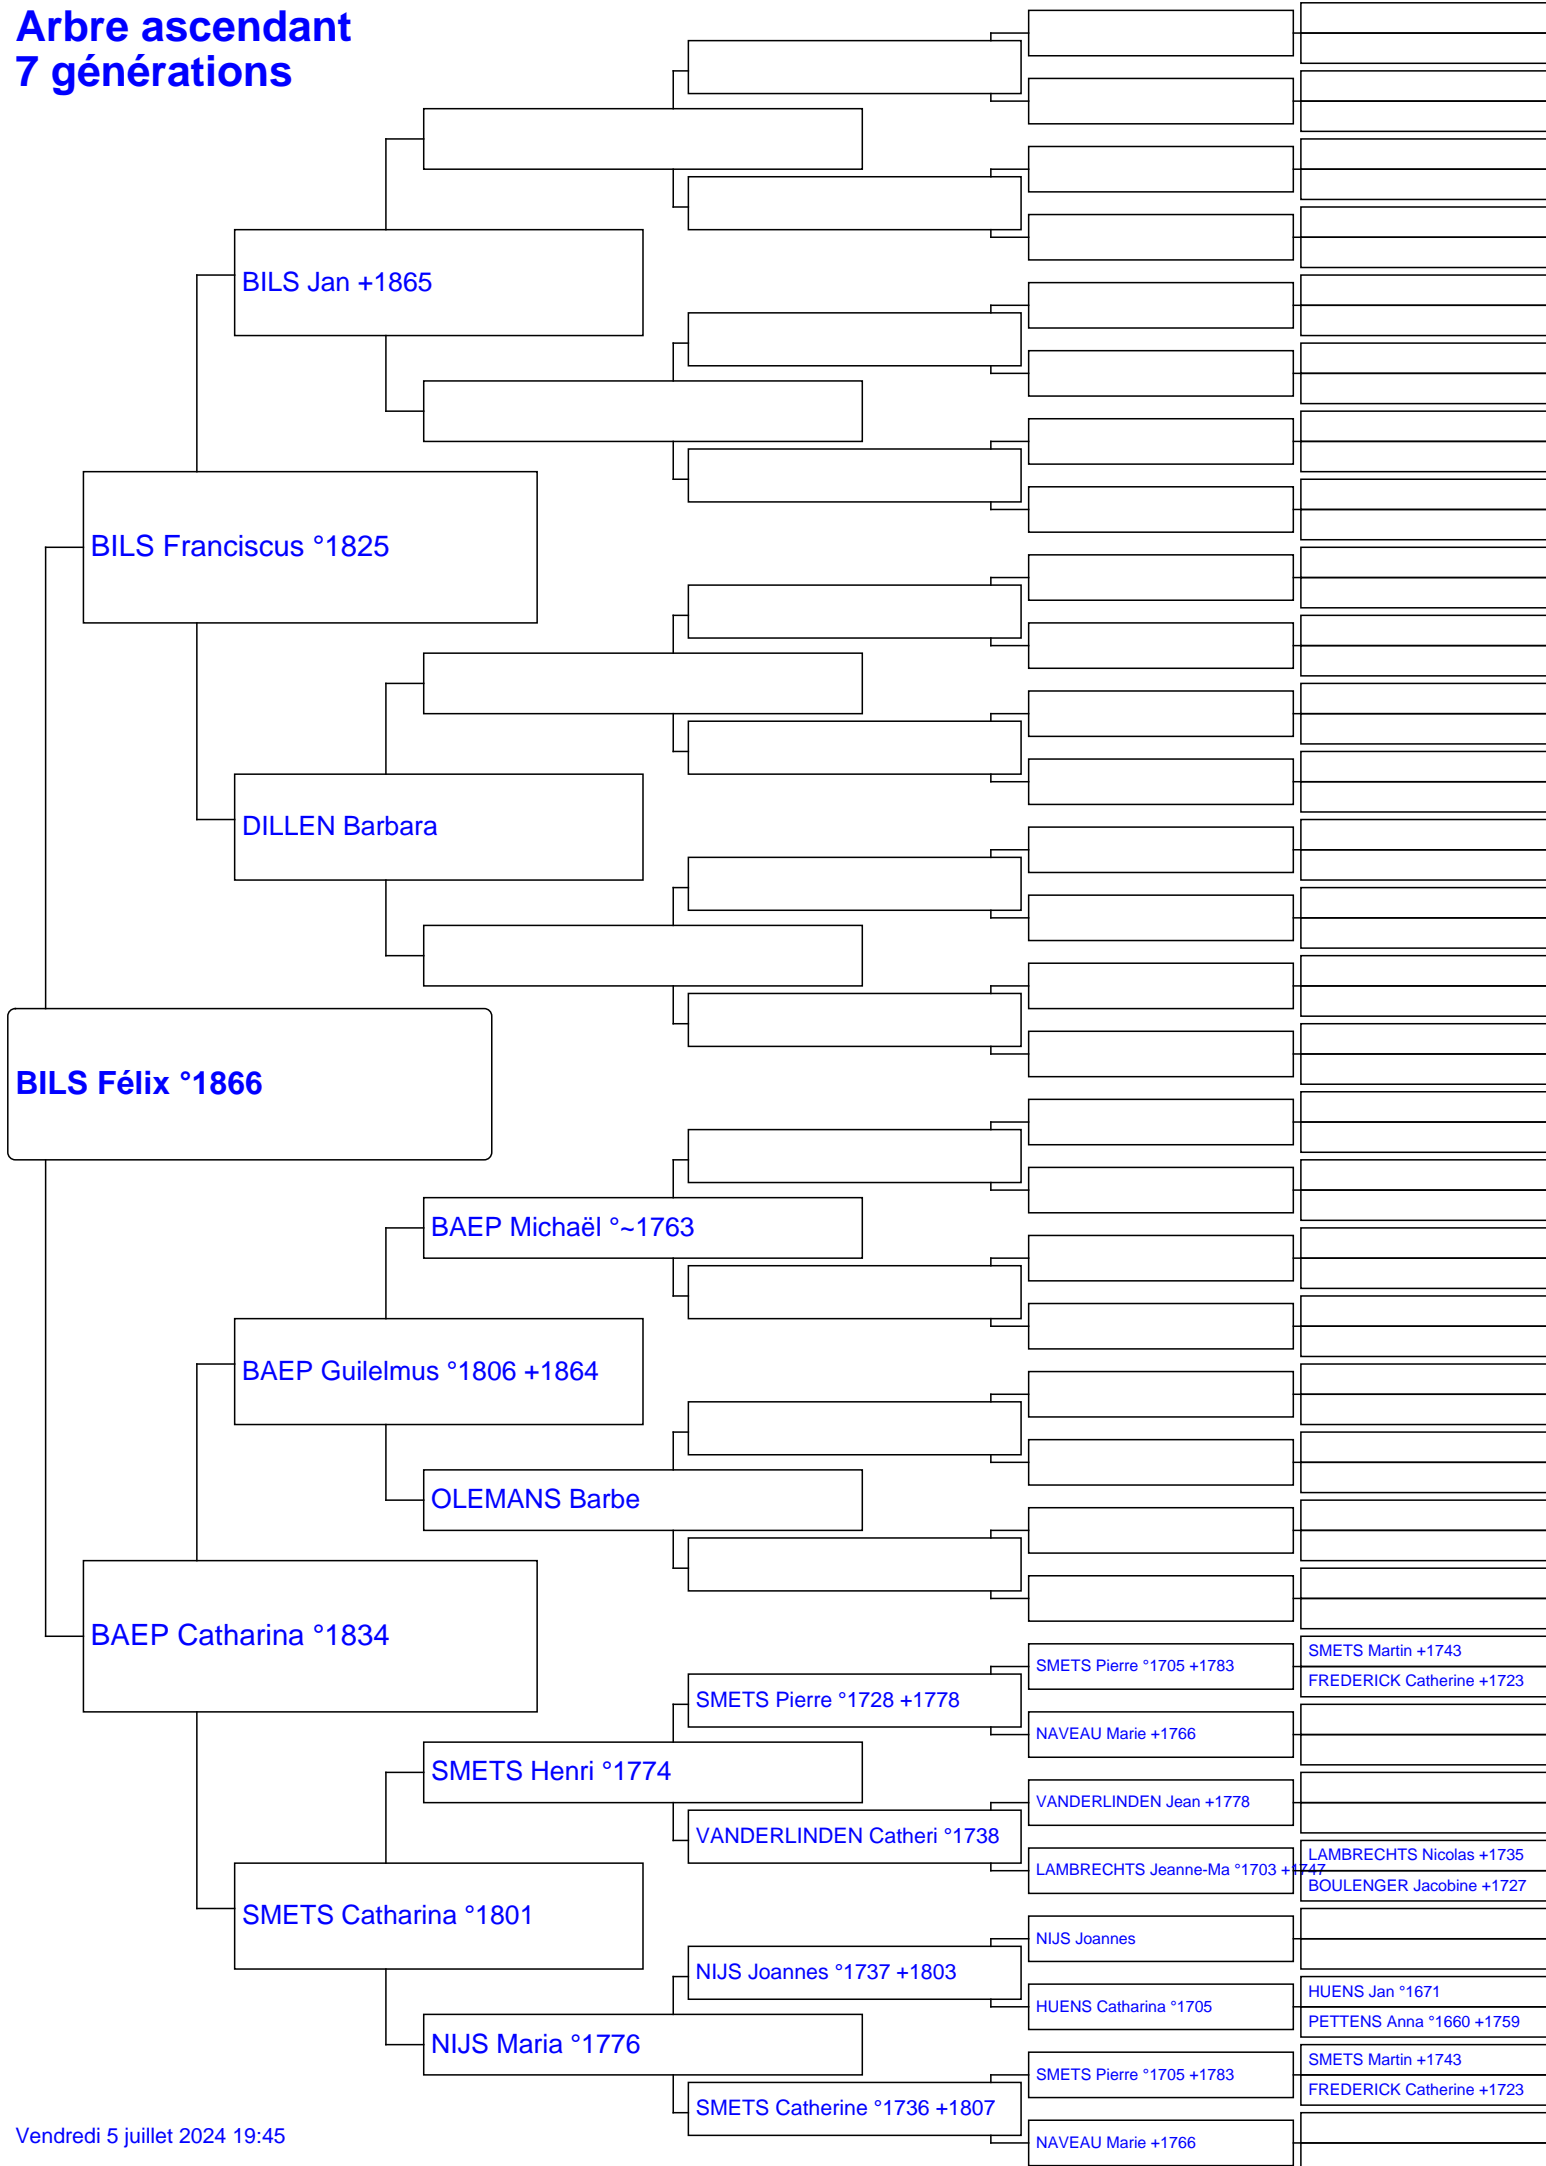 Arbre ascendant
7 générations
BILS Jan +1865
BILS Franciscus °1825
DILLEN Barbara
BILS Félix °1866
BAEP Michaël °~1763
BAEP Guilelmus °1806 +1864
OLEMANS Barbe
BAEP Catharina °1834
SMETS Martin +1743
SMETS Pierre °1705 +1783
FREDERICK Catherine +1723
SMETS Pierre °1728 +1778
NAVEAU Marie +1766
SMETS Henri °1774
VANDERLINDEN Jean +1778
VANDERLINDEN Catheri °1738
LAMBRECHTS Nicolas +1735
LAMBRECHTS Jeanne-Ma °1703 +1747
BOULENGER Jacobine +1727
SMETS Catharina °1801
NIJS Joannes
NIJS Joannes °1737 +1803
HUENS Jan °1671
HUENS Catharina °1705
PETTENS Anna °1660 +1759
NIJS Maria °1776
SMETS Martin +1743
SMETS Pierre °1705 +1783
FREDERICK Catherine +1723
SMETS Catherine °1736 +1807
NAVEAU Marie +1766
Vendredi 5 juillet 2024 19:45